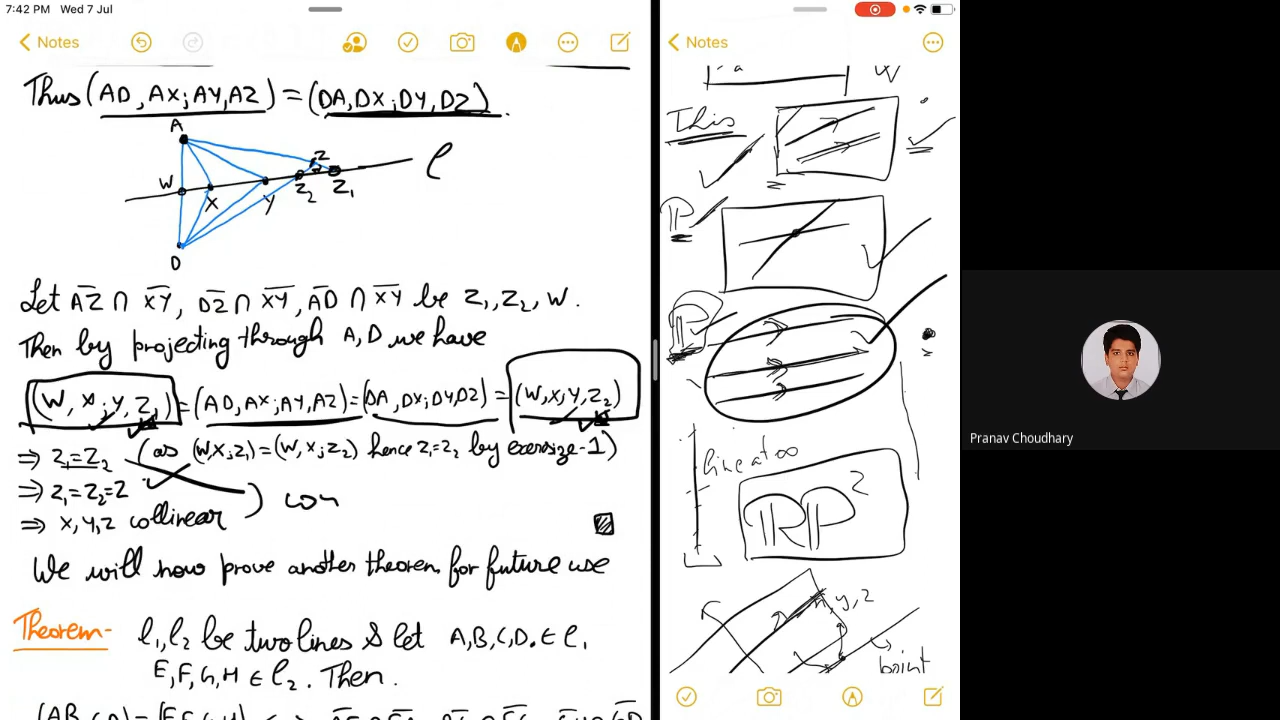 7:42 PM Wed 7 Jul
Notes
Thus (AD, AX; AY, AZ) = (DA, DX; DY, DZ).
A
Z
l
W
X
Y
Z2
Z1
D
Let AZ ∩ XY, DZ ∩ XY, AD ∩ XY be Z1, Z2, W.
Then by projecting through A, D we have
(W, X; Y, Z1) = (AD, AX; AY, AZ) = (DA, DX; DY, DZ) = (W, X; Y, Z2)
⇒ Z1 = Z2 (as (W,X;Z1) = (W, X; Z2) hence Z1=Z2 by exersize-1)
⇒ Z1 = Z2 = Z
⇒ X, Y, Z collinear
We will now prove another theorem for future use
Theorem- l1, l2 be two lines & let A, B, C, D. ∈ l1
E, F, G, H ∈ l2. Then.
Notes
W
This
P
P
line at ∞
RP²
x, y, z
point
Pranav Choudhary